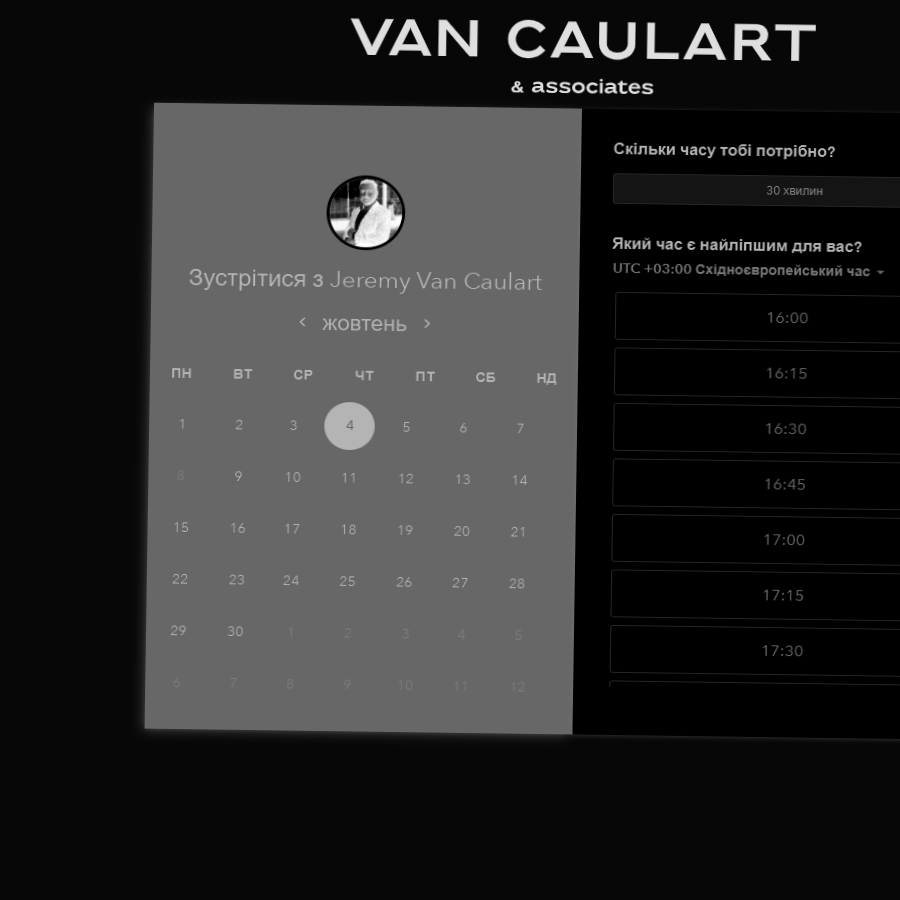 VAN CAULART
& associates
Зустрітися з Jeremy Van Caulart
жовтень
ПН ВТ СР ЧТ ПТ СБ НД
1 2 3 4 5 6 7
8 9 10 11 12 13 14
15 16 17 18 19 20 21
22 23 24 25 26 27 28
29 30 1 2 3 4 5
6 7 8 9 10 11 12
Скільки часу тобі потрібно?
30 хвилин
Який час є найліпшим для вас?
UTC +03:00 Східноєвропейський час
16:00
16:15
16:30
16:45
17:00
17:15
17:30